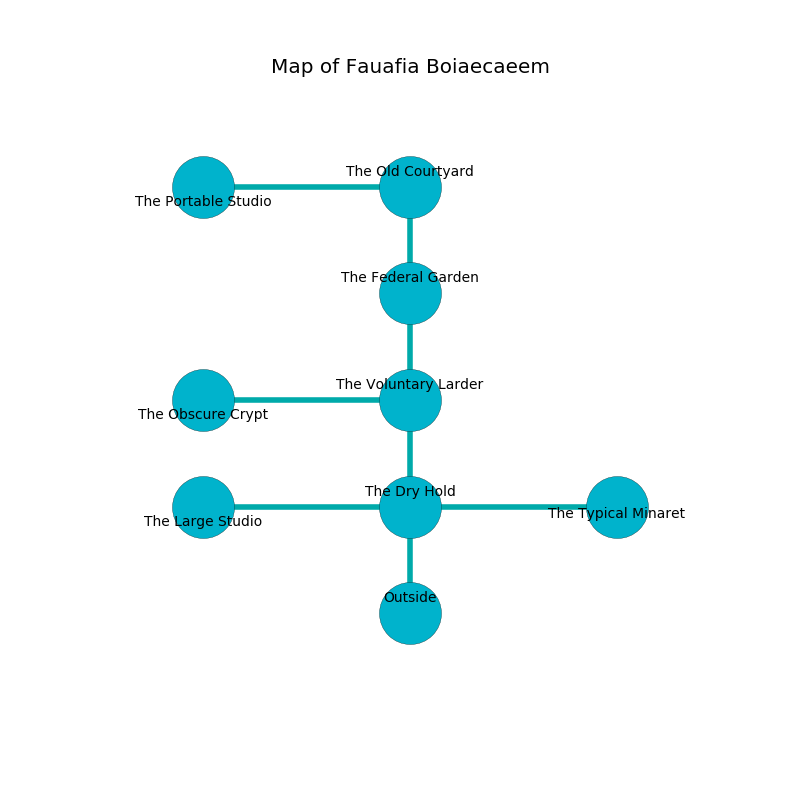 Map of Fauafia Boiaecaeem
The Old Courtyard
The Portable Studio
The Federal Garden
The Voluntary Larder
The Obscure Crypt
The Dry Hold
The Typical Minaret
The Large Studio
Outside